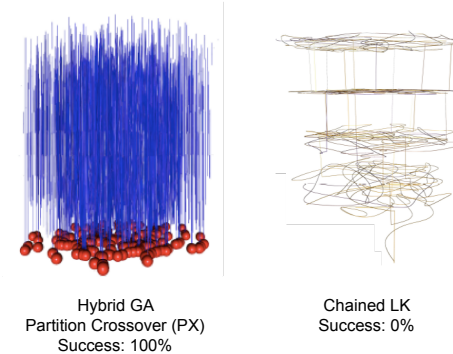 Hybrid GA
Partition Crossover (PX)
Success: 100%
Chained LK
Success: 0%